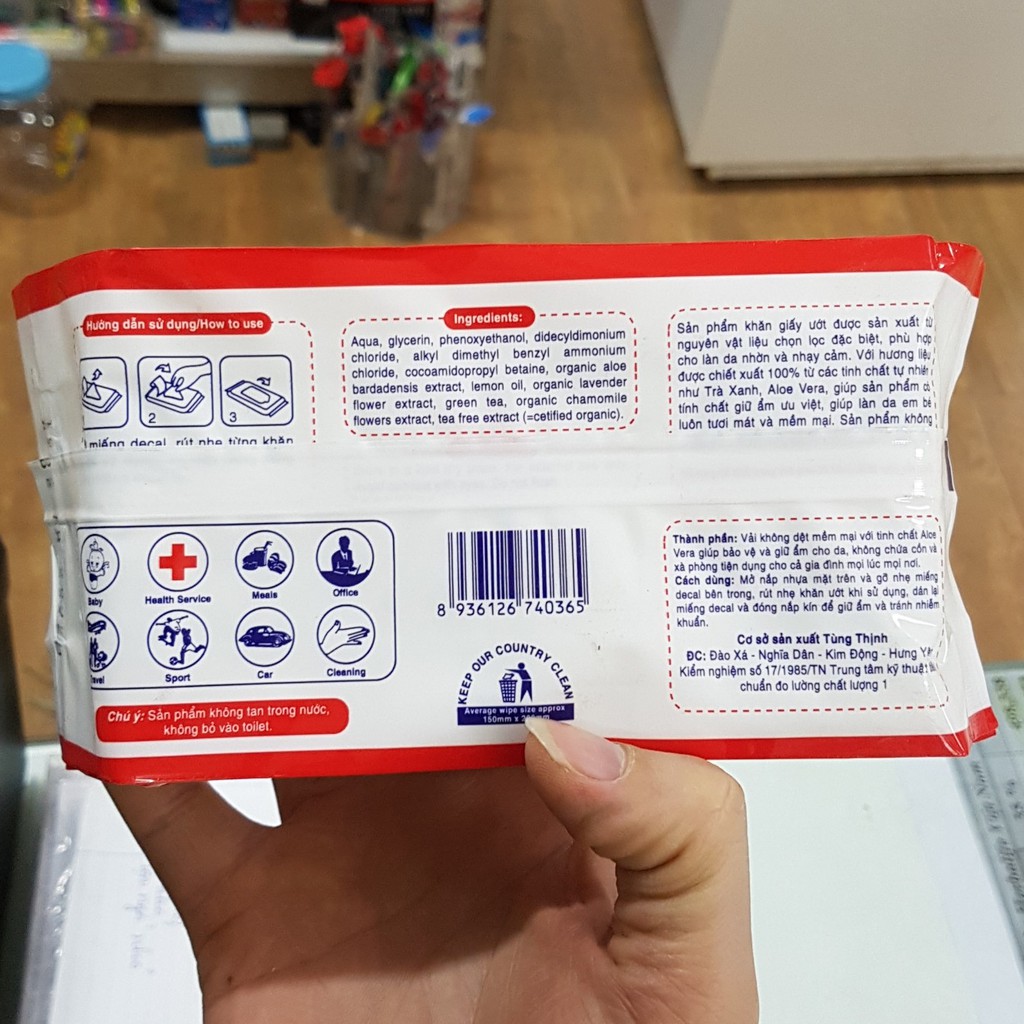 Hướng dẫn sử dụng/How to use
2
3
miếng decal, rút nhẹ từng khăn
Ingredients:
Aqua, glycerin, phenoxyethanol, didecyldimonium
chloride, alkyl dimethyl benzyl ammonium
chloride, cocoamidopropyl betaine, organic aloe
bardadensis extract, lemon oil, organic lavender
flower extract, green tea, organic chamomile
flowers extract, tea free extract (=cetified organic).
Sản phẩm khăn giấy ướt được sản xuất từ
nguyên vật liệu chọn lọc đặc biệt, phù hợp
cho làn da nhờn và nhạy cảm. Với hương liệu
được chiết xuất 100% từ các tinh chất tự nhiên
như Trà Xanh, Aloe Vera, giúp sản phẩm có
tính chất giữ ẩm ưu việt, giúp làn da em bé
luôn tươi mát và mềm mại. Sản phẩm không
Baby
Health Service
Meals
Office
Travel
Sport
Car
Cleaning
Chú ý: Sản phẩm không tan trong nước,
không bỏ vào toilet.
8 936126 740365
KEEP OUR COUNTRY CLEAN
Average wipe size approx
150mm x
Thành phần: Vải không dệt mềm mại với tinh chất Aloe
Vera giúp bảo vệ và giữ ẩm cho da, không chứa cồn và
xà phòng tiện dụng cho cả gia đình mọi lúc mọi nơi.
Cách dùng: Mở nắp nhựa mặt trên và gỡ nhẹ miếng
decal bên trong, rút nhẹ khăn ướt khi sử dụng, dán lại
miếng decal và đóng nắp kín để giữ ẩm và tránh nhiễm
khuẩn.
Cơ sở sản xuất Tùng Thịnh
ĐC: Đào Xá - Nghĩa Dân - Kim Động - Hưng Yên
Kiểm nghiệm số 17/1985/TN Trung tâm kỹ thuật tiêu
chuẩn đo lường chất lượng 1